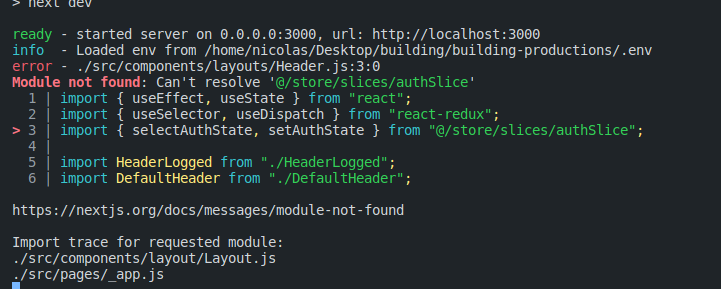 > next dev
ready - started server on 0.0.0.0:3000, url: http://localhost:3000
info  - Loaded env from /home/nicolas/Desktop/building/building-productions/.env
error - ./src/components/layouts/Header.js:3:0
Module not found: Can't resolve '@/store/slices/authSlice'
  1 | import { useEffect, useState } from "react";
  2 | import { useSelector, useDispatch } from "react-redux";
> 3 | import { selectAuthState, setAuthState } from "@/store/slices/authSlice";
  4 |
  5 | import HeaderLogged from "./HeaderLogged";
  6 | import DefaultHeader from "./DefaultHeader";
https://nextjs.org/docs/messages/module-not-found
Import trace for requested module:
./src/components/layout/Layout.js
./src/pages/_app.js